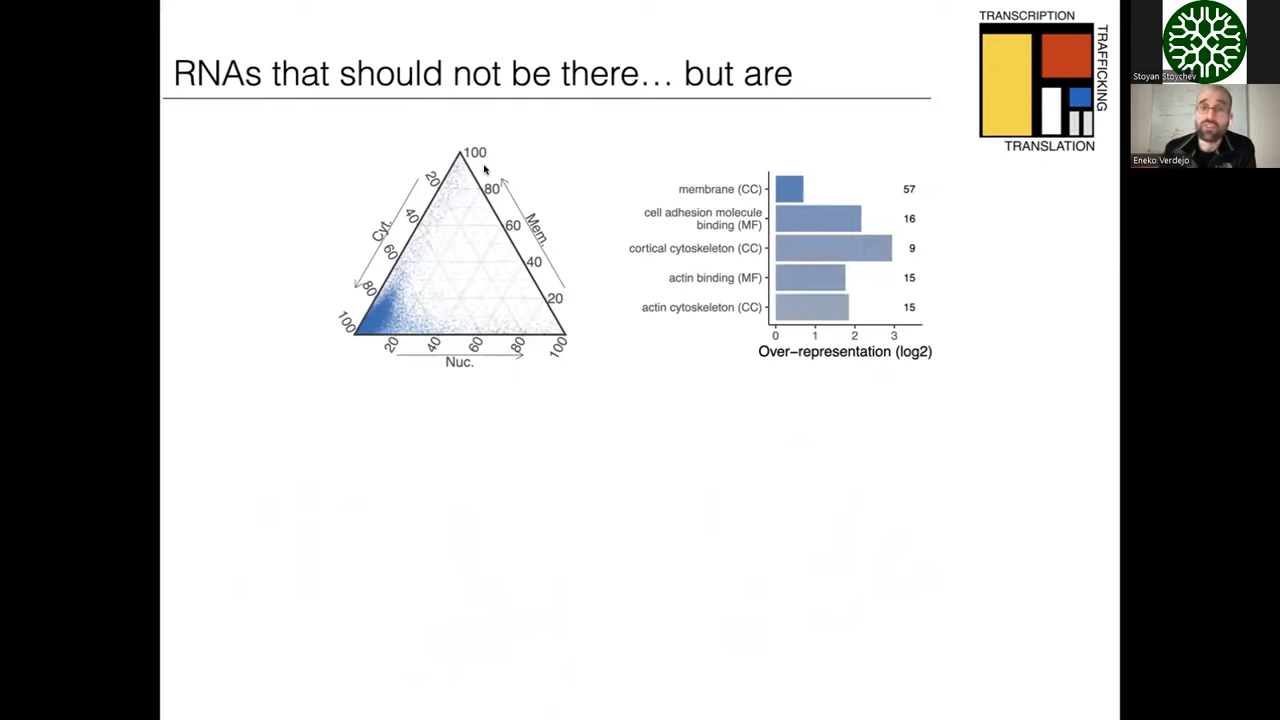 RNAs that should not be there... but are
TRANSCRIPTION
TRAFFICKING
TRANSLATION
Stoyan Stoychev
Eneko Verdejo
100
80
60
40
20
Mem.
20
40
60
80
100
Cyt.
20
40
60
80
100
Nuc.
membrane (CC)
57
cell adhesion molecule
binding (MF)
16
cortical cytoskeleton (CC)
9
actin binding (MF)
15
actin cytoskeleton (CC)
15
0 1 2 3
Over−representation (log2)